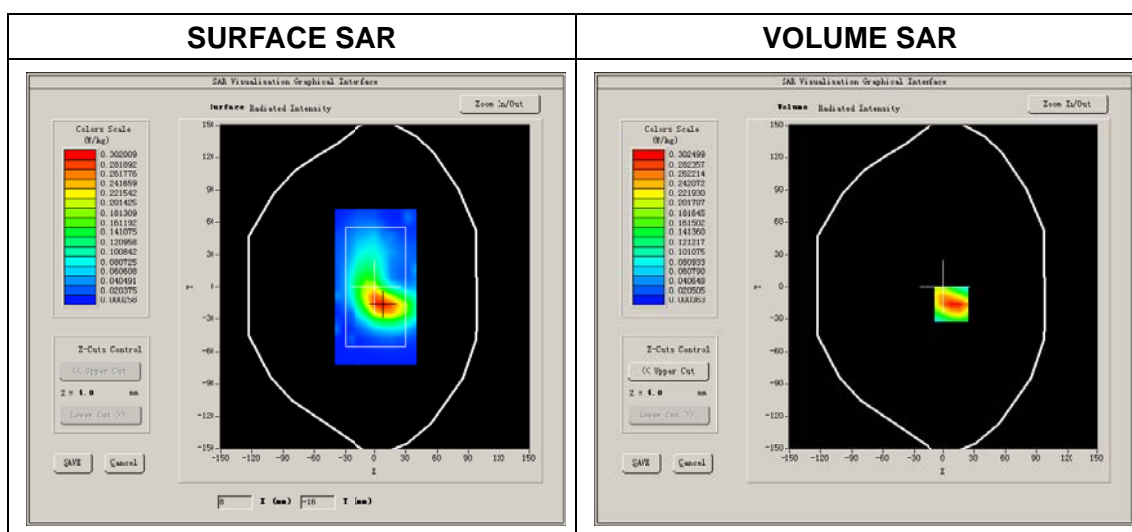 SURFACE SAR
VOLUME SAR
SAR Visualisation Graphical Interface
Surface Radiated Intensity
Zoom In/Out
Colors Scale
(W/kg)
0.302009
0.281892
0.261776
0.241659
0.221542
0.201425
0.181309
0.161192
0.141075
0.120958
0.100842
0.080725
0.060608
0.040491
0.020375
0.000258
150
120
90
60
30
0
-30
-60
-90
-120
-150
Y
-150 -120 -90 -60 -30 0 30 60 90 120 150
X
Z-Cuts Control
<< Upper Cut
Z = 4.0 mm
Lower Cut >>
SAVE Cancel
8 X (mm) -16 Y (mm)
SAR Visualisation Graphical Interface
Volume Radiated Intensity
Zoom In/Out
Colors Scale
(W/kg)
0.302499
0.282357
0.262214
0.242072
0.221930
0.201787
0.181645
0.161502
0.141360
0.121217
0.101075
0.080933
0.060790
0.040648
0.020505
0.000363
150
120
90
60
30
0
-30
-60
-90
-120
-150
Y
-150 -120 -90 -60 -30 0 30 60 90 120 150
X
Z-Cuts Control
<< Upper Cut
Z = 4.0 mm
Lower Cut >>
SAVE Cancel